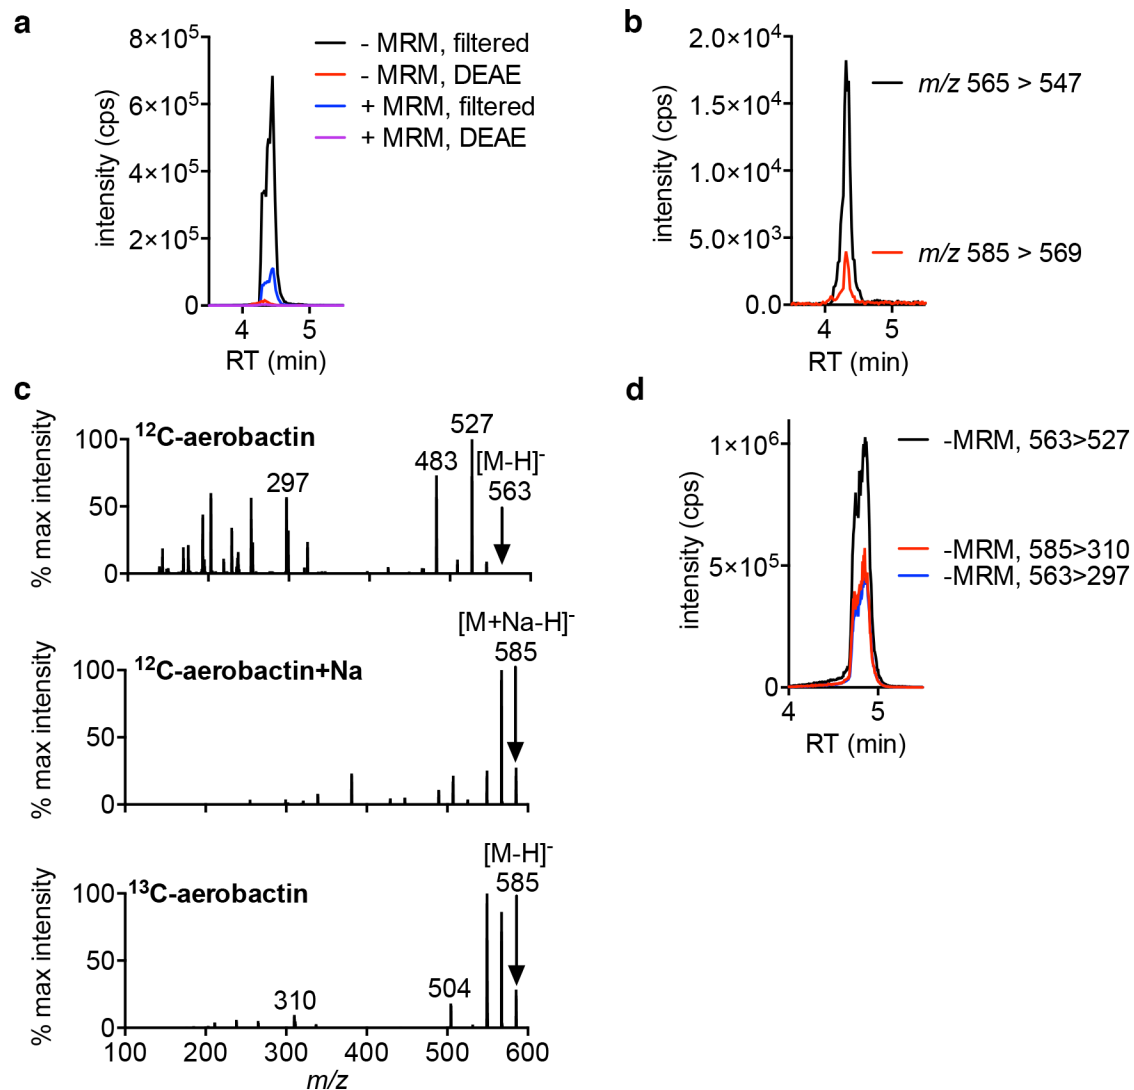 a
8×10⁵
6×10⁵
4×10⁵
2×10⁵
0
intensity (cps)
4 5
RT (min)
- MRM, filtered
- MRM, DEAE
+ MRM, filtered
+ MRM, DEAE
b
2.0×10⁴
1.5×10⁴
1.0×10⁴
5.0×10³
0.0
intensity (cps)
4 5
RT (min)
m/z 565 > 547
m/z 585 > 569
c
% max intensity
100
50
0
¹²C-aerobactin
297
483
527
[M-H]⁻
563
% max intensity
100
50
0
¹²C-aerobactin+Na
[M+Na-H]⁻
585
% max intensity
100
50
0
¹³C-aerobactin
310
504
[M-H]⁻
585
100 200 300 400 500 600
m/z
d
1×10⁶
5×10⁵
0
intensity (cps)
4 5
RT (min)
-MRM, 563>527
-MRM, 585>310
-MRM, 563>297